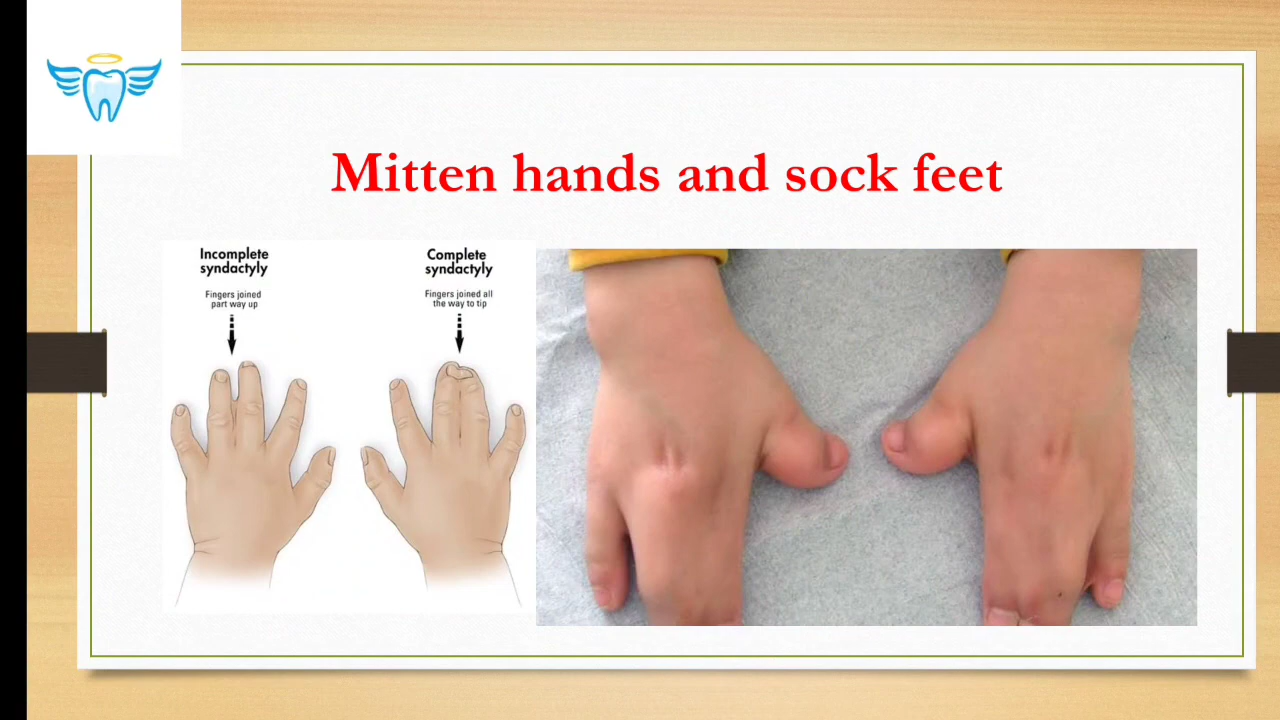 Mitten hands and sock feet
Incomplete
syndactyly
Fingers joined
part way up
Complete
syndactyly
Fingers joined all
the way to tip